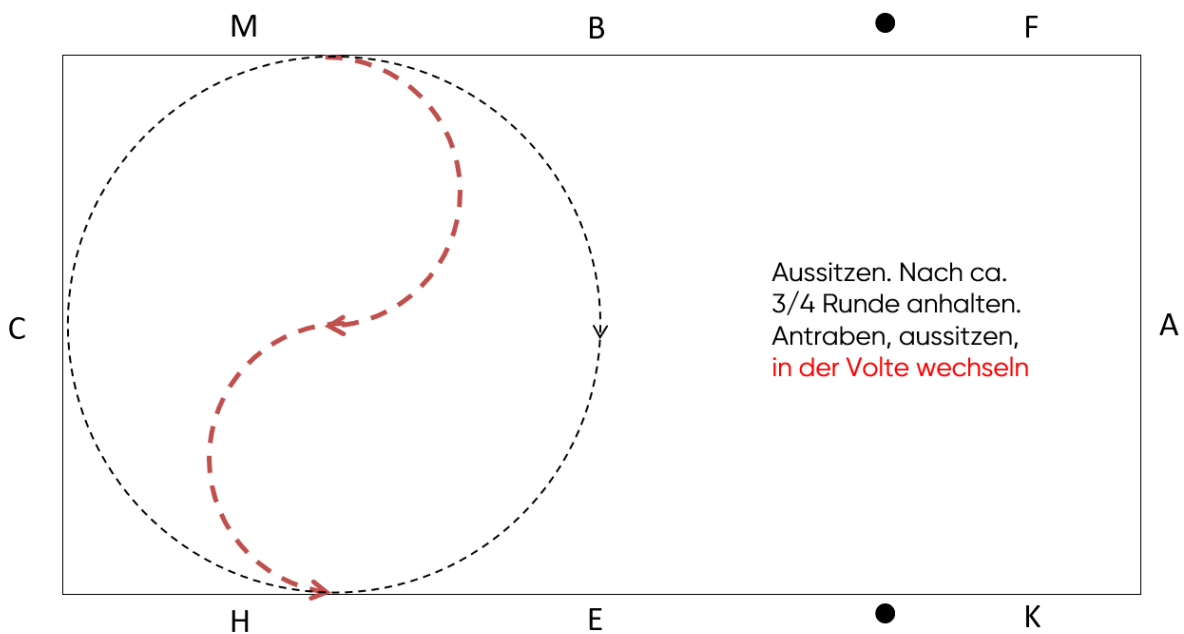 M
B
F
C
Aussitzen. Nach ca.
3/4 Runde anhalten.
Antraben, aussitzen,
in der Volte wechseln
A
H
E
K